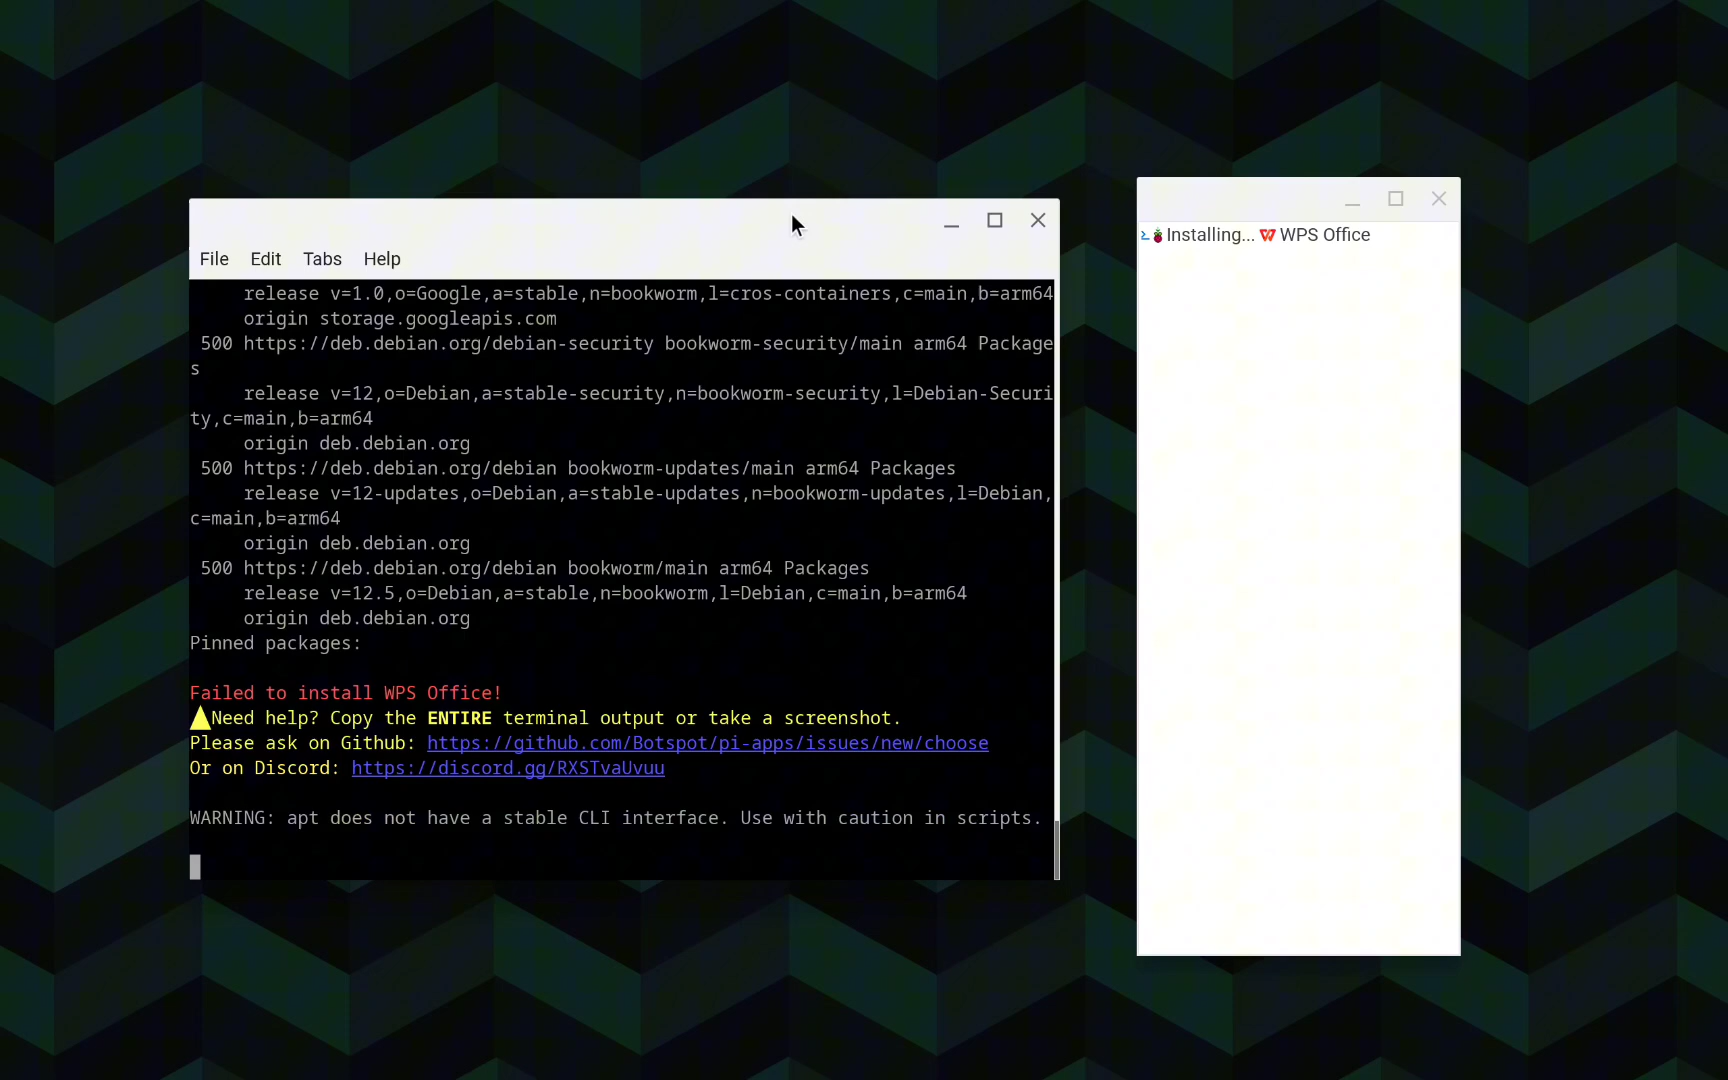 File Edit Tabs Help
release v=1.0,o=Google,a=stable,n=bookworm,l=cros-containers,c=main,b=arm64
origin storage.googleapis.com
500 https://deb.debian.org/debian-security bookworm-security/main arm64 Package
s
release v=12,o=Debian,a=stable-security,n=bookworm-security,l=Debian-Securi
ty,c=main,b=arm64
origin deb.debian.org
500 https://deb.debian.org/debian bookworm-updates/main arm64 Packages
release v=12-updates,o=Debian,a=stable-updates,n=bookworm-updates,l=Debian,
c=main,b=arm64
origin deb.debian.org
500 https://deb.debian.org/debian bookworm/main arm64 Packages
release v=12.5,o=Debian,a=stable,n=bookworm,l=Debian,c=main,b=arm64
origin deb.debian.org
Pinned packages:
Failed to install WPS Office!
Need help? Copy the ENTIRE terminal output or take a screenshot.
Please ask on Github: https://github.com/Botspot/pi-apps/issues/new/choose
Or on Discord: https://discord.gg/RXSTvaUvuu
WARNING: apt does not have a stable CLI interface. Use with caution in scripts.
Installing... WPS Office